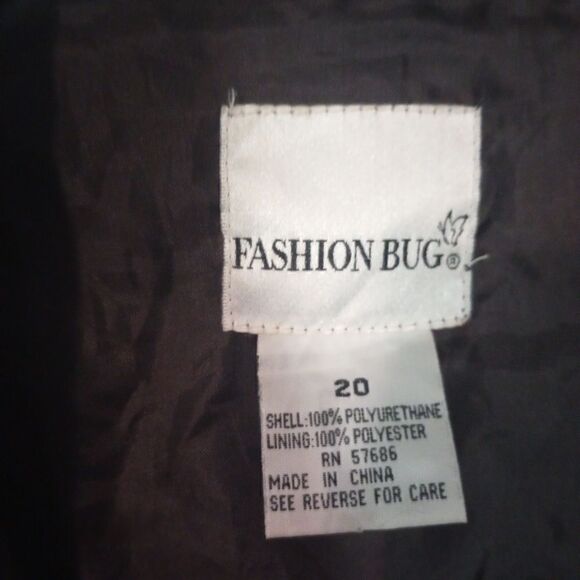 FASHION BUG®
20
SHELL:100% POLYURETHANE
LINING:100% POLYESTER
RN 57686
MADE IN CHINA
SEE REVERSE FOR CARE